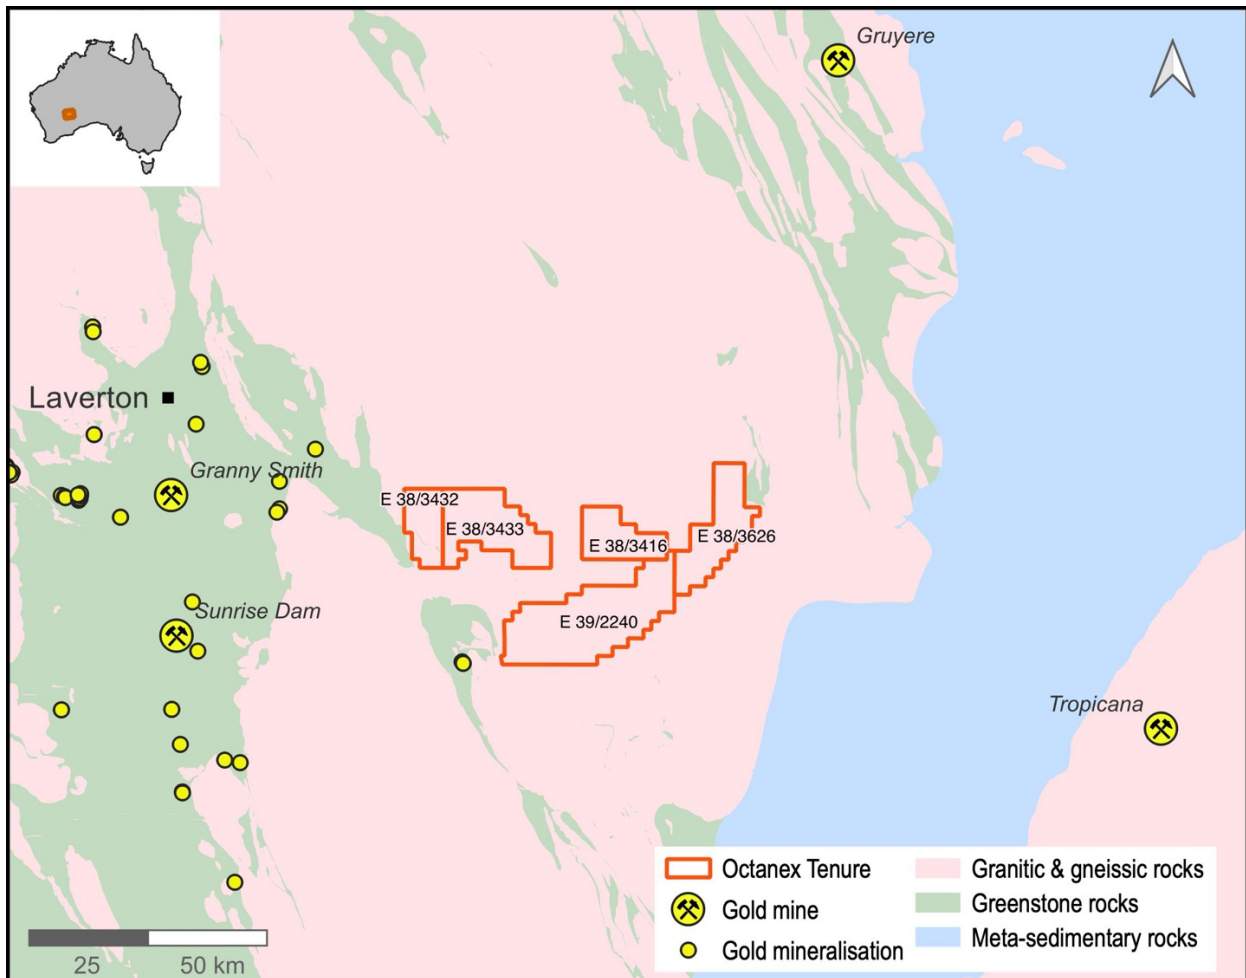 Gruyere
Laverton
Granny Smith
E 38/3432
E 38/3433
E 38/3416
E 38/3626
Sunrise Dam
E 39/2240
Tropicana
Octanex Tenure
Gold mine
Gold mineralisation
Granitic & gneissic rocks
Greenstone rocks
Meta-sedimentary rocks
25 50 km